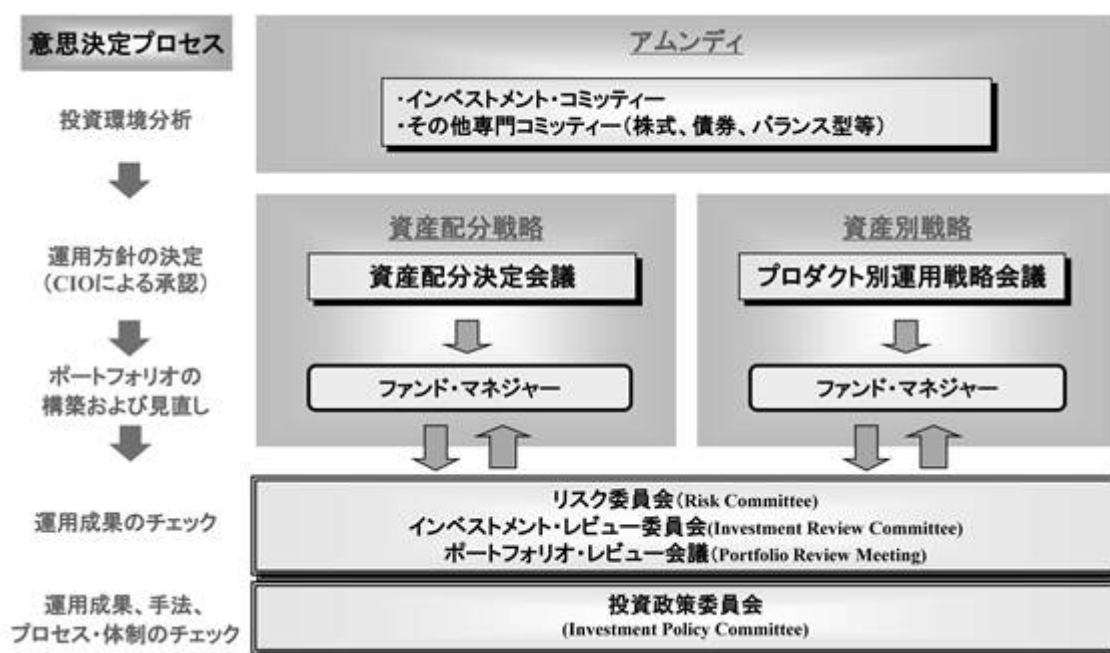 意思決定プロセス
アムンディ
投資環境分析
・インベストメント・コミッティー
・その他専門コミッティー(株式、債券、バランス型等)
運用方針の決定
(CIOによる承認)
資産配分戦略
資産配分決定会議
資産別戦略
プロダクト別運用戦略会議
ポートフォリオの
構築および見直し
ファンド・マネジャー
ファンド・マネジャー
運用成果のチェック
リスク委員会(Risk Committee)
インベストメント・レビュー委員会(Investment Review Committee)
ポートフォリオ・レビュー会議(Portfolio Review Meeting)
運用成果、手法、
プロセス・体制のチェック
投資政策委員会
(Investment Policy Committee)